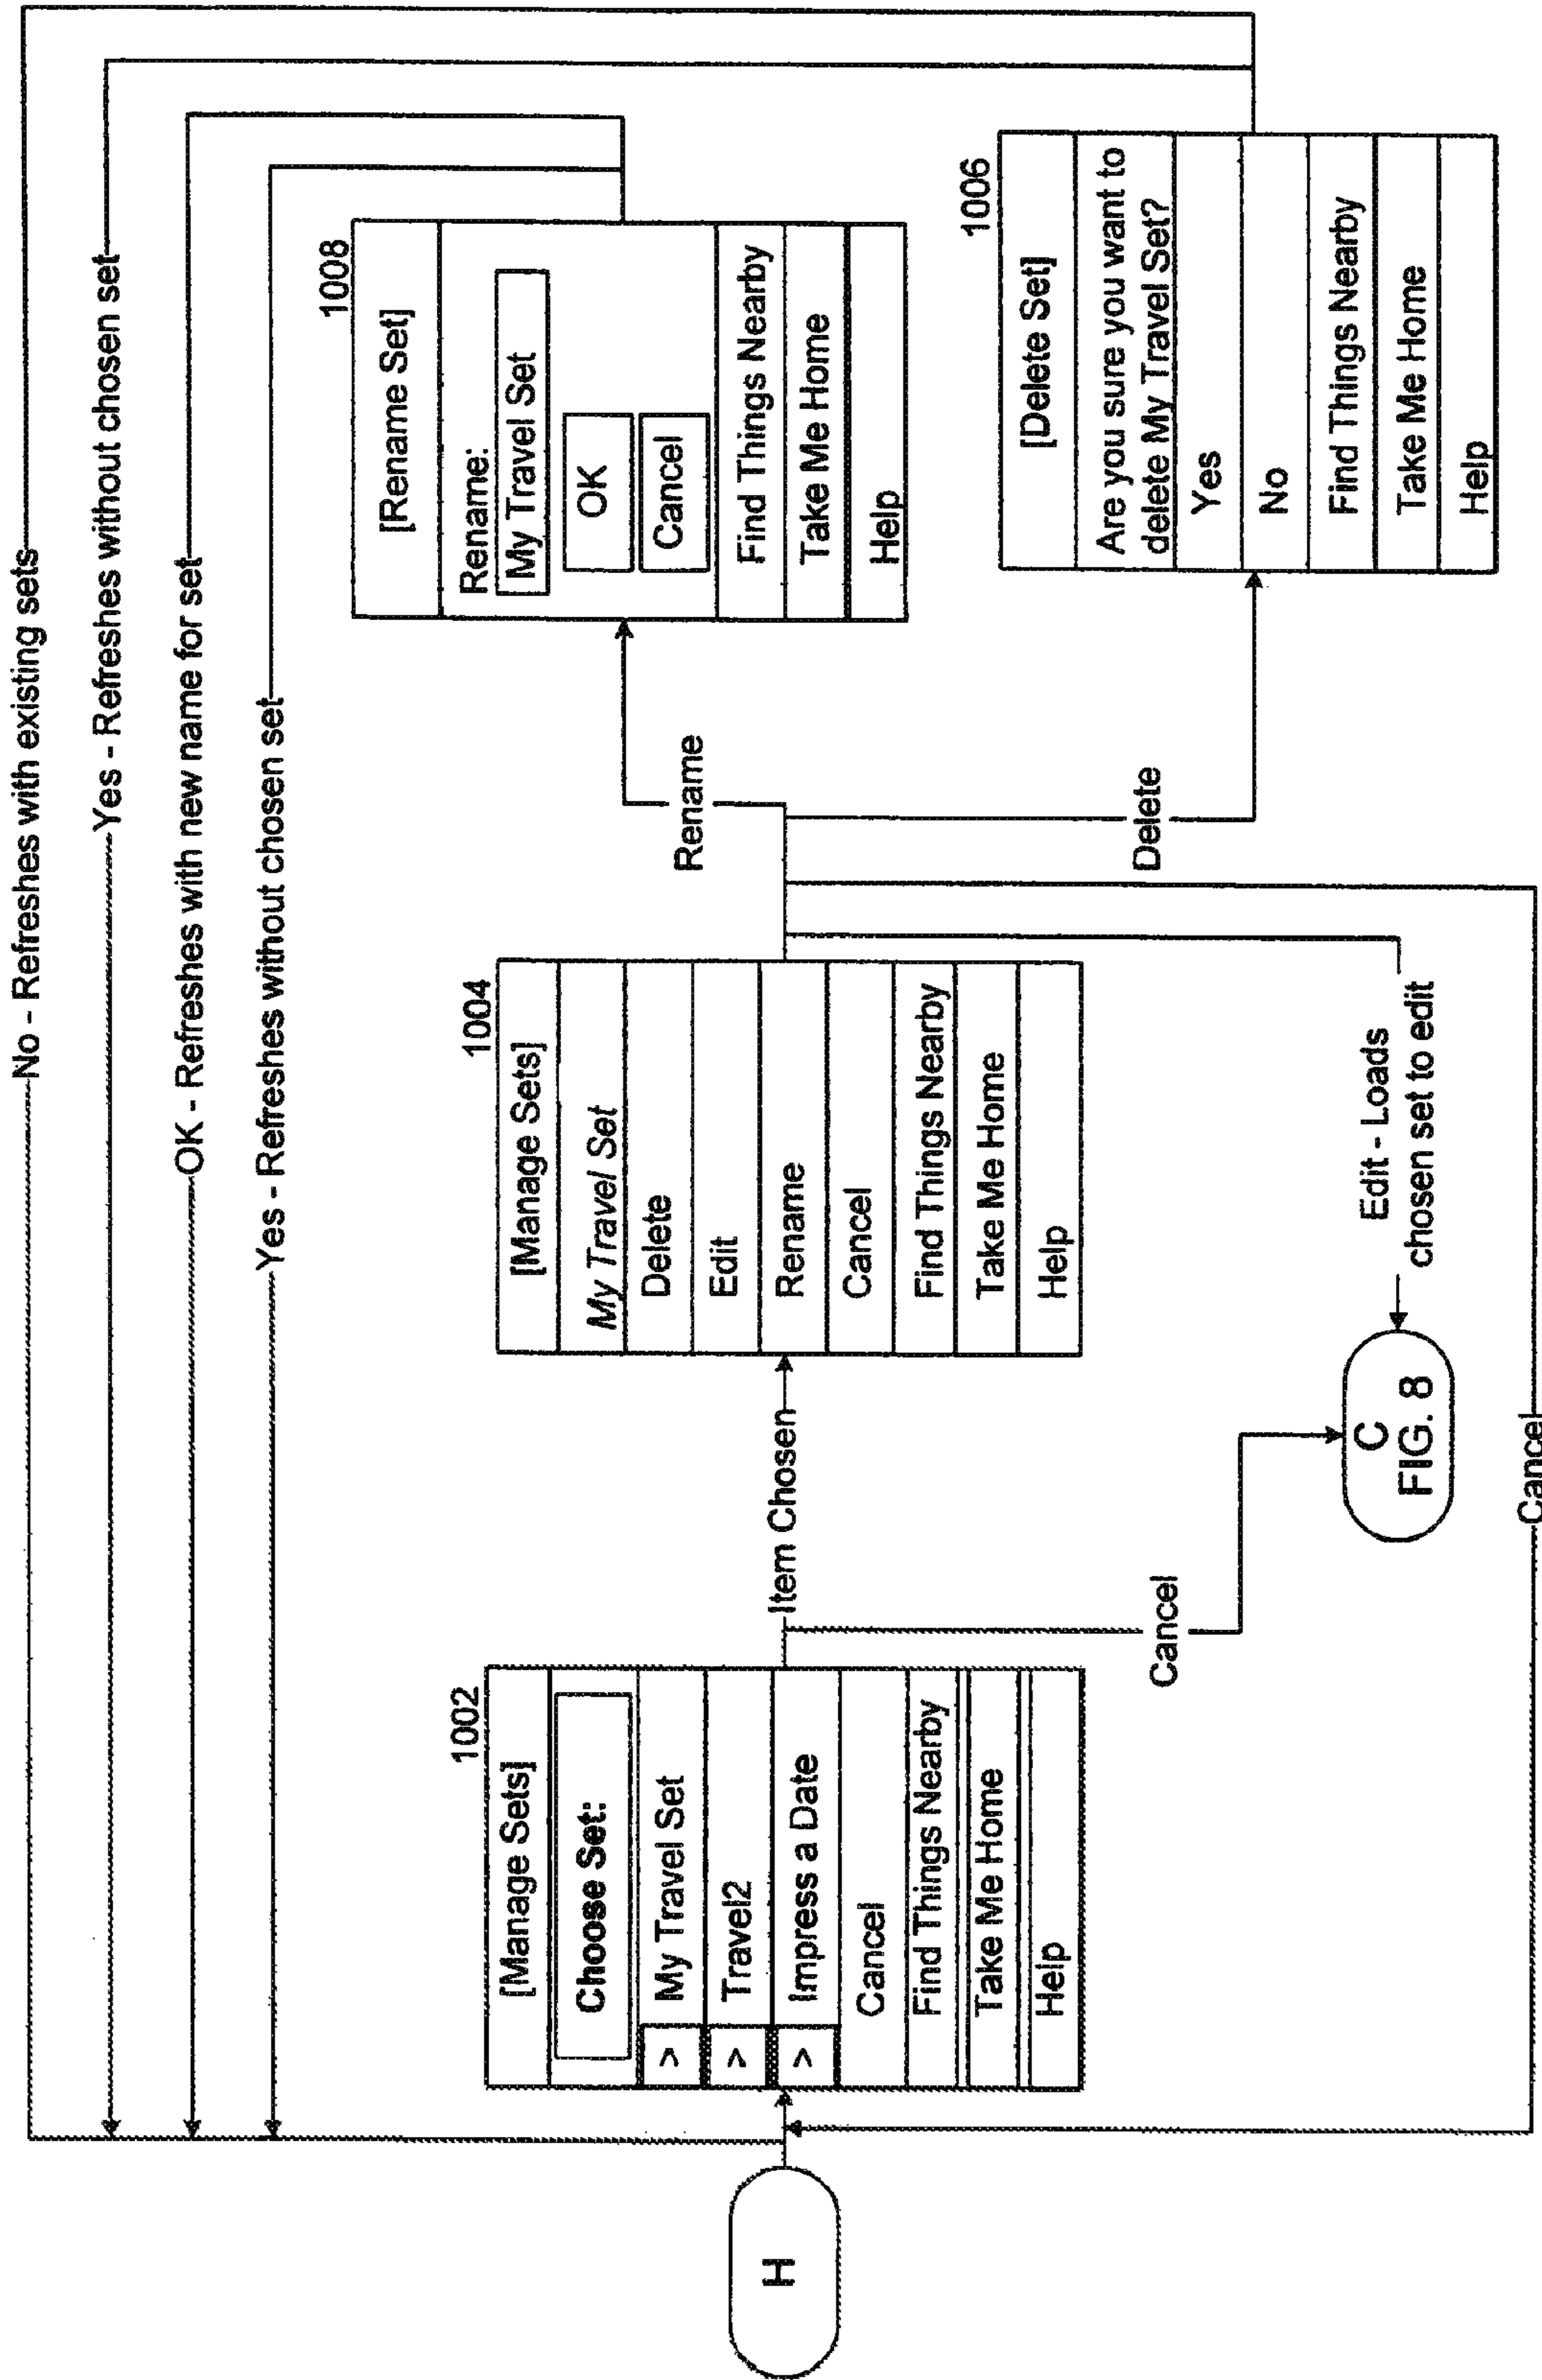 No - Refreshes with existing sets
Yes - Refreshes without chosen set
OK - Refreshes with new name for set
Yes - Refreshes without chosen set
H
1002
[Manage Sets]
Choose Set:
> My Travel Set
> Travel2
> Impress a Date
Cancel
Find Things Nearby
Take Me Home
Help
Item Chosen
Cancel
1004
[Manage Sets]
My Travel Set
Delete
Edit
Rename
Cancel
Find Things Nearby
Take Me Home
Help
Rename
Delete
Edit - Loads
chosen set to edit
C
FIG. 8
Cancel
1008
[Rename Set]
Rename:
My Travel Set
OK
Cancel
Find Things Nearby
Take Me Home
Help
1006
[Delete Set]
Are you sure you want to
delete My Travel Set?
Yes
No
Find Things Nearby
Take Me Home
Help